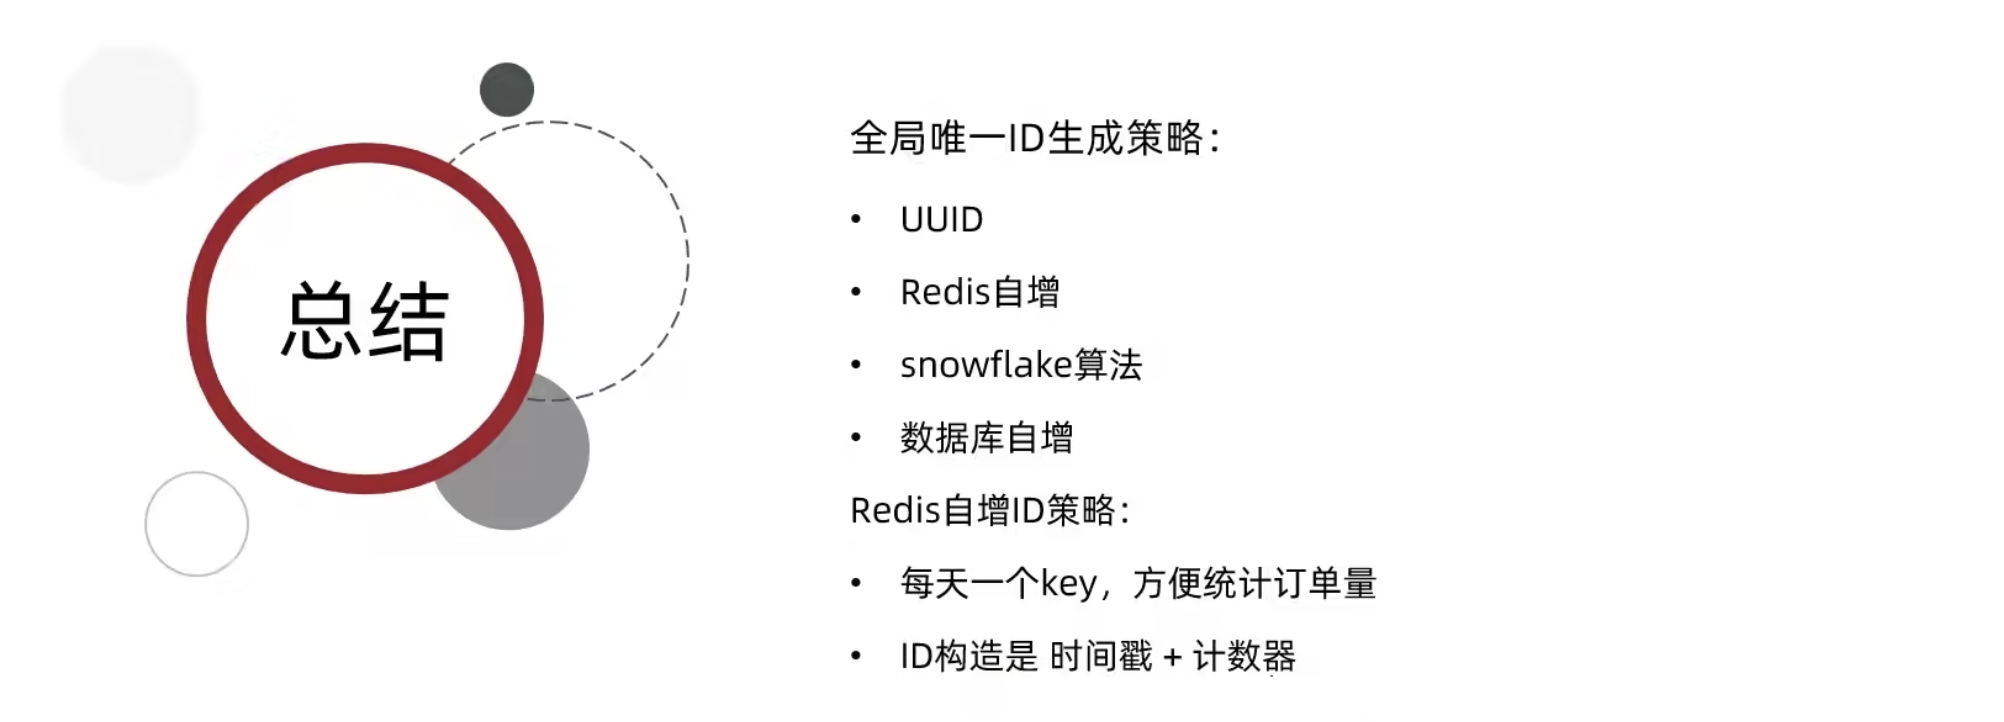 总结
全局唯一ID生成策略：
• UUID
• Redis自增
• snowflake算法
• 数据库自增
Redis自增ID策略：
• 每天一个key，方便统计订单量
• ID构造是 时间戳 + 计数器